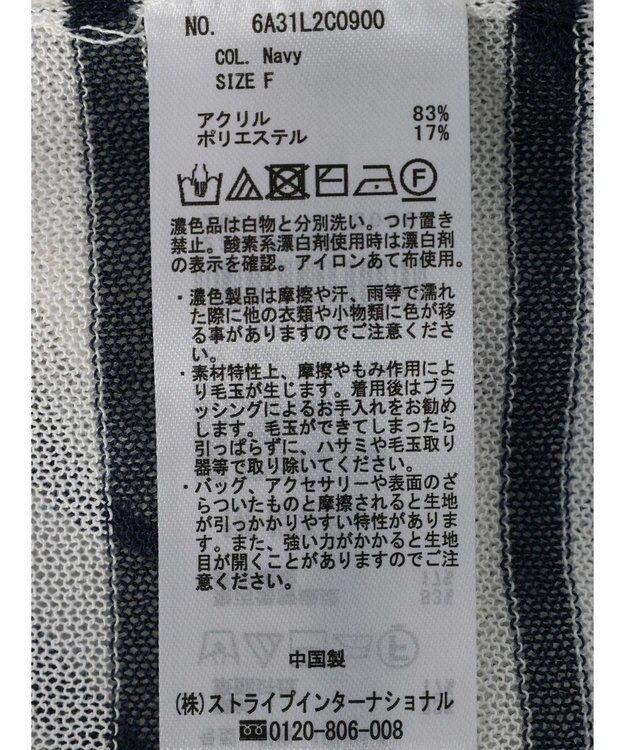 NO. 6A31L2C0900
COL. Navy
SIZE F
アクリル 83%
ポリエステル 17%
濃色品は白物と分別洗い。つけ置き
禁止。酸素系漂白剤使用時は漂白剤
の表示を確認。アイロンあて布使用。
・濃色製品は摩擦や汗、雨等で濡れ
た際に他の衣類や小物類に色が移
る事がありますのでご注意くださ
い。
・素材特性上、摩擦やもみ作用によ
り毛玉が生じます。着用後はブラ
ッシングによるお手入れをお勧め
します。毛玉ができてしまったら
引っぱらずに、ハサミや毛玉取り
器等で取り除いてください。
・バッグ、アクセサリーや表面のざ
らついたものと摩擦されると生地
が引っかかりやすい特性がありま
す。また、強い力がかかると生地
目が開くことがありますのでご注
意ください。
中国製
(株)ストライプインターナショナル
0120-806-008